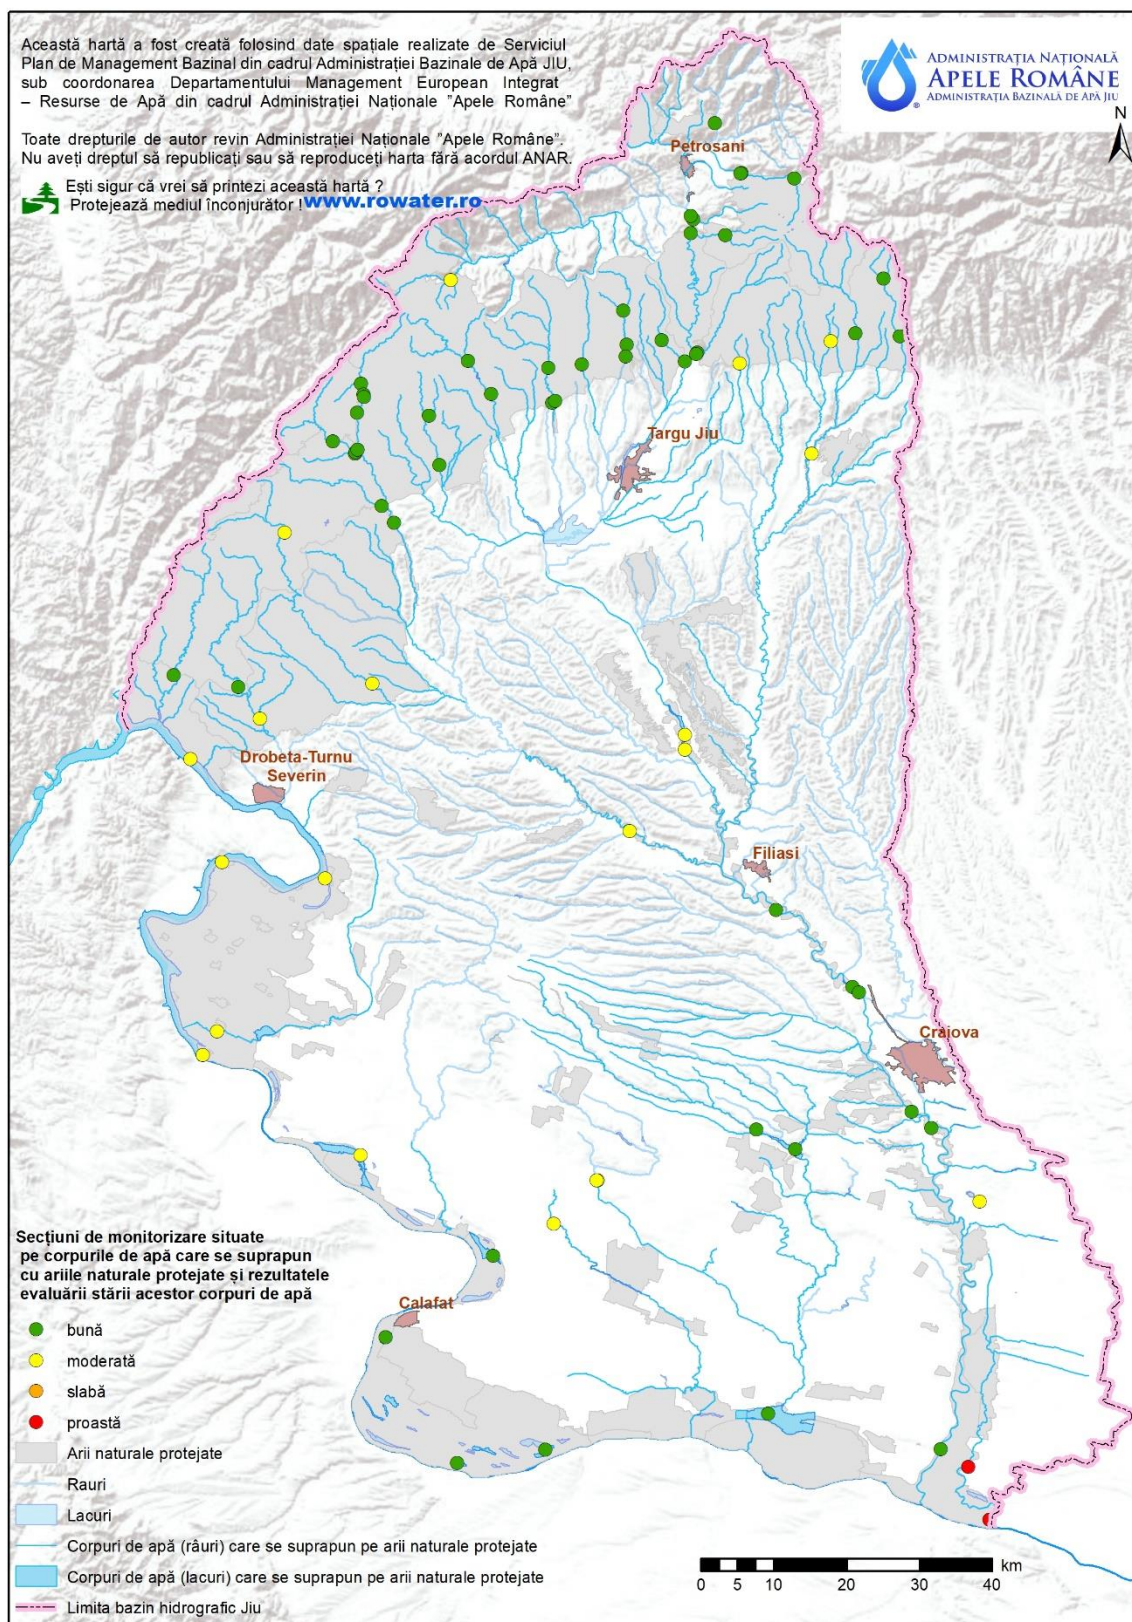 Această hartă a fost creată folosind date spațiale realizate de Serviciul
Plan de Management Bazinal din cadrul Administrației Bazinale de Apă JIU,
sub coordonarea Departamentului Management European Integrat
– Resurse de Apă din cadrul Administrației Naționale "Apele Române"
Toate drepturile de autor revin Administrației Naționale "Apele Române".
Nu aveți dreptul să republicați sau să reproduceți harta fără acordul ANAR.
Ești sigur că vrei să printezi această hartă ?
Protejează mediul înconjurător ! www.rowater.ro
ADMINISTRAȚIA NAȚIONALĂ
APELE ROMÂNE
ADMINISTRAȚIA BAZINALĂ DE APĂ JIU
®
N
Petrosani
Targu Jiu
Drobeta-Turnu
Severin
Filiasi
Craiova
Calafat
Secțiuni de monitorizare situate
pe corpurile de apă care se suprapun
cu ariile naturale protejate și rezultatele
evaluării stării acestor corpuri de apă
bună
moderată
slabă
proastă
Arii naturale protejate
Rauri
Lacuri
Corpuri de apă (râuri) care se suprapun pe arii naturale protejate
Corpuri de apă (lacuri) care se suprapun pe arii naturale protejate
Limita bazin hidrografic Jiu
km
0 5 10 20 30 40